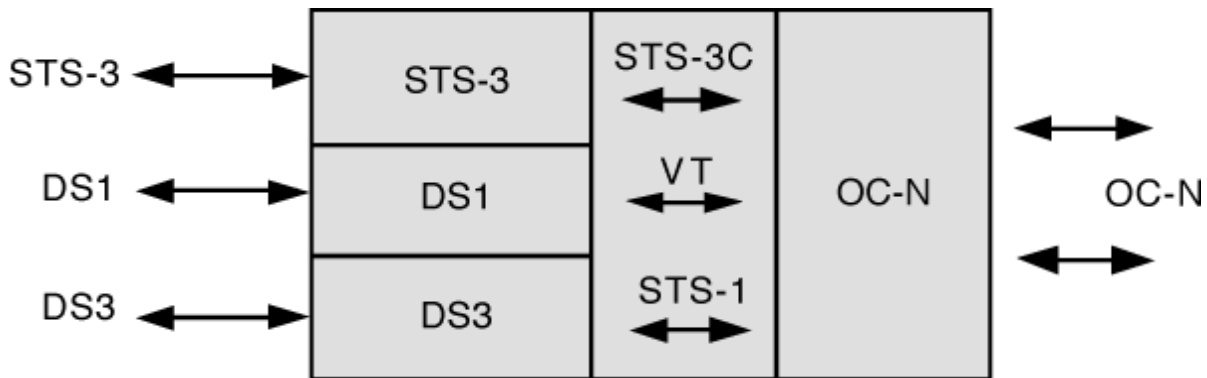 STS-3
STS-3
STS-3C
DS1
DS1
VT
OC-N
OC-N
DS3
DS3
STS-1